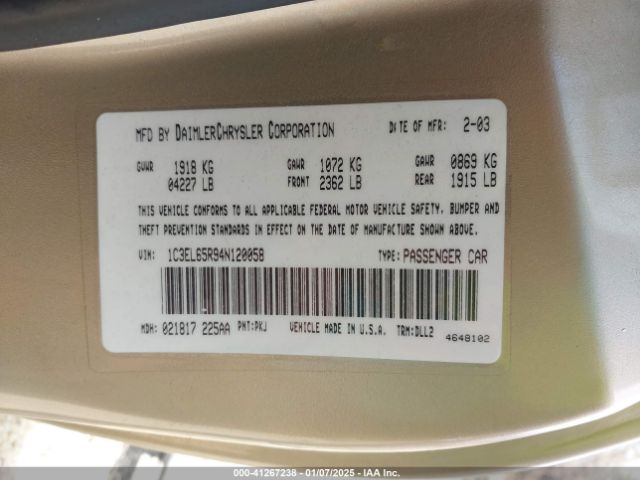 MFD BY DAIMLERCHRYSLER CORPORATION DATE OF MFR: 2-03
GVWR 1918 KG GAWR 1072 KG GAWR 0869 KG
04227 LB FRONT 2362 LB REAR 1915 LB
THIS VEHICLE CONFORMS TO ALL APPLICABLE FEDERAL MOTOR VEHICLE SAFETY, BUMPER AND
THEFT PREVENTION STANDARDS IN EFFECT ON THE DATE OF MANUFACTURE SHOWN ABOVE.
VIN: 1C3EL65R94N120058 TYPE: PASSENGER CAR
MDH: 021817 225AA PNT: PKJ VEHICLE MADE IN U.S.A. TRM: DLL2 4648102
000-41267238 - 01/07/2025 - IAA Inc.